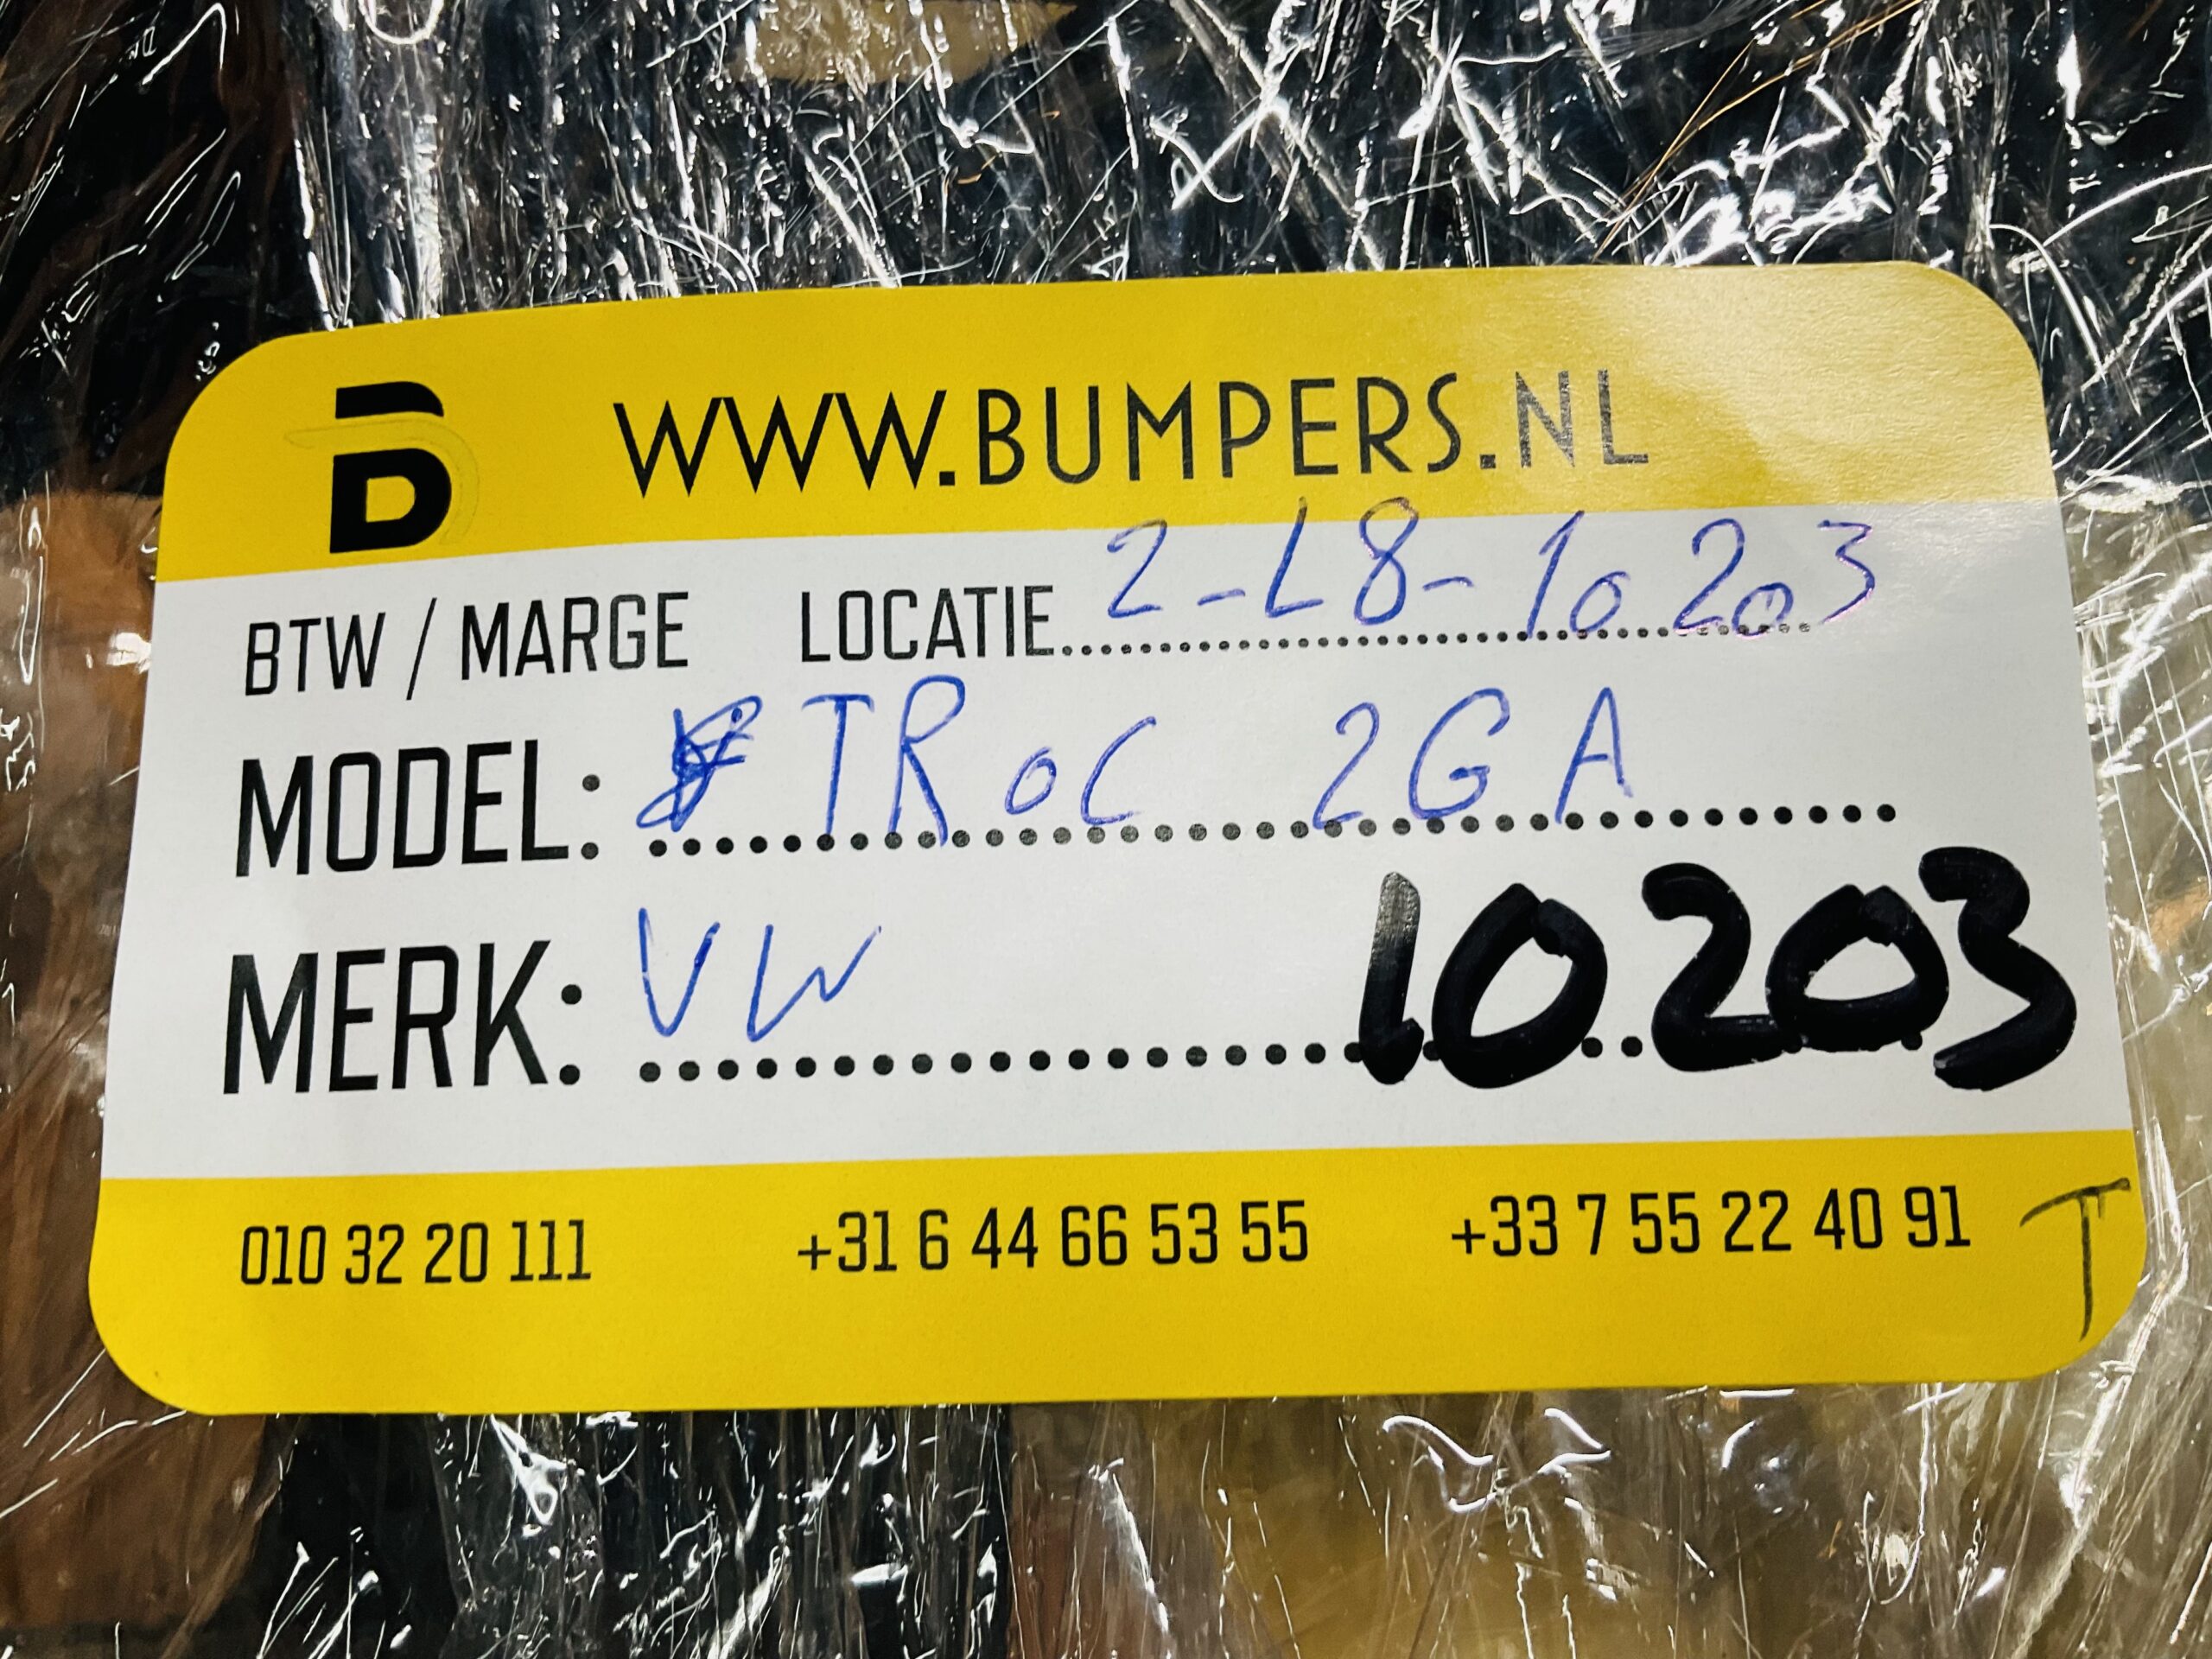 B WWW.BUMPERS.NL
BTW / MARGE LOCATIE 2-L8-10203
MODEL: TROC 2GA
MERK: VW 10203
010 32 20 111 +31 6 44 66 53 55 +33 7 55 22 40 91 T